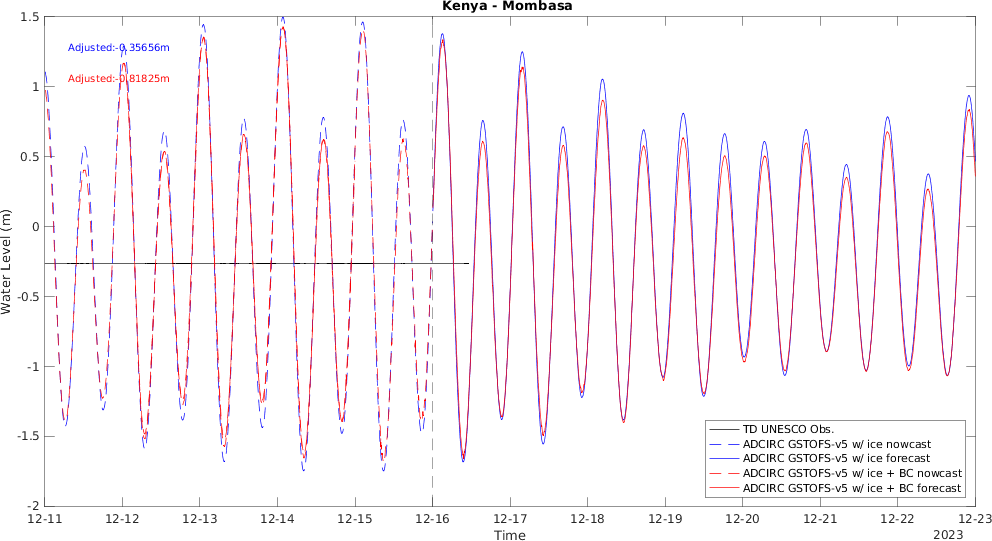 Kenya - Mombasa
Adjusted:-0.35656m
Adjusted:-0.81825m
Water Level (m)
1.5
1
0.5
0
-0.5
-1
-1.5
-2
TD UNESCO Obs.
ADCIRC GSTOFS-v5 w/ ice nowcast
ADCIRC GSTOFS-v5 w/ ice forecast
ADCIRC GSTOFS-v5 w/ ice + BC nowcast
ADCIRC GSTOFS-v5 w/ ice + BC forecast
12-11 12-12 12-13 12-14 12-15 12-16 12-17 12-18 12-19 12-20 12-21 12-22 12-23
Time
2023